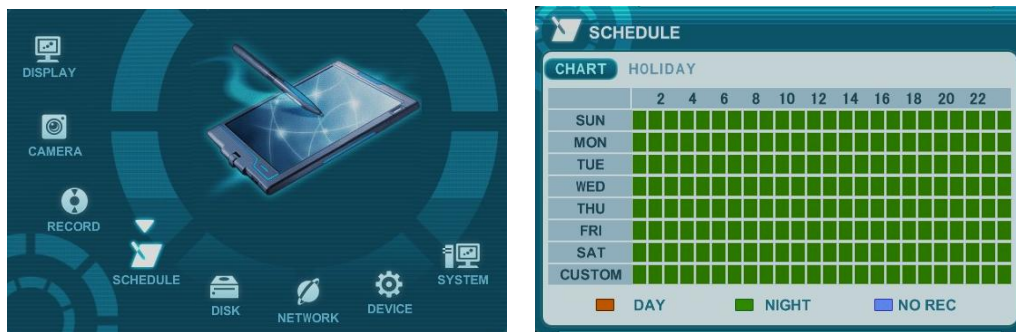 DISPLAY
CAMERA
RECORD
SCHEDULE
DISK
NETWORK
DEVICE
SYSTEM
SCHEDULE
CHART HOLIDAY
2 4 6 8 10 12 14 16 18 20 22
SUN
MON
TUE
WED
THU
FRI
SAT
CUSTOM
DAY NIGHT NO REC